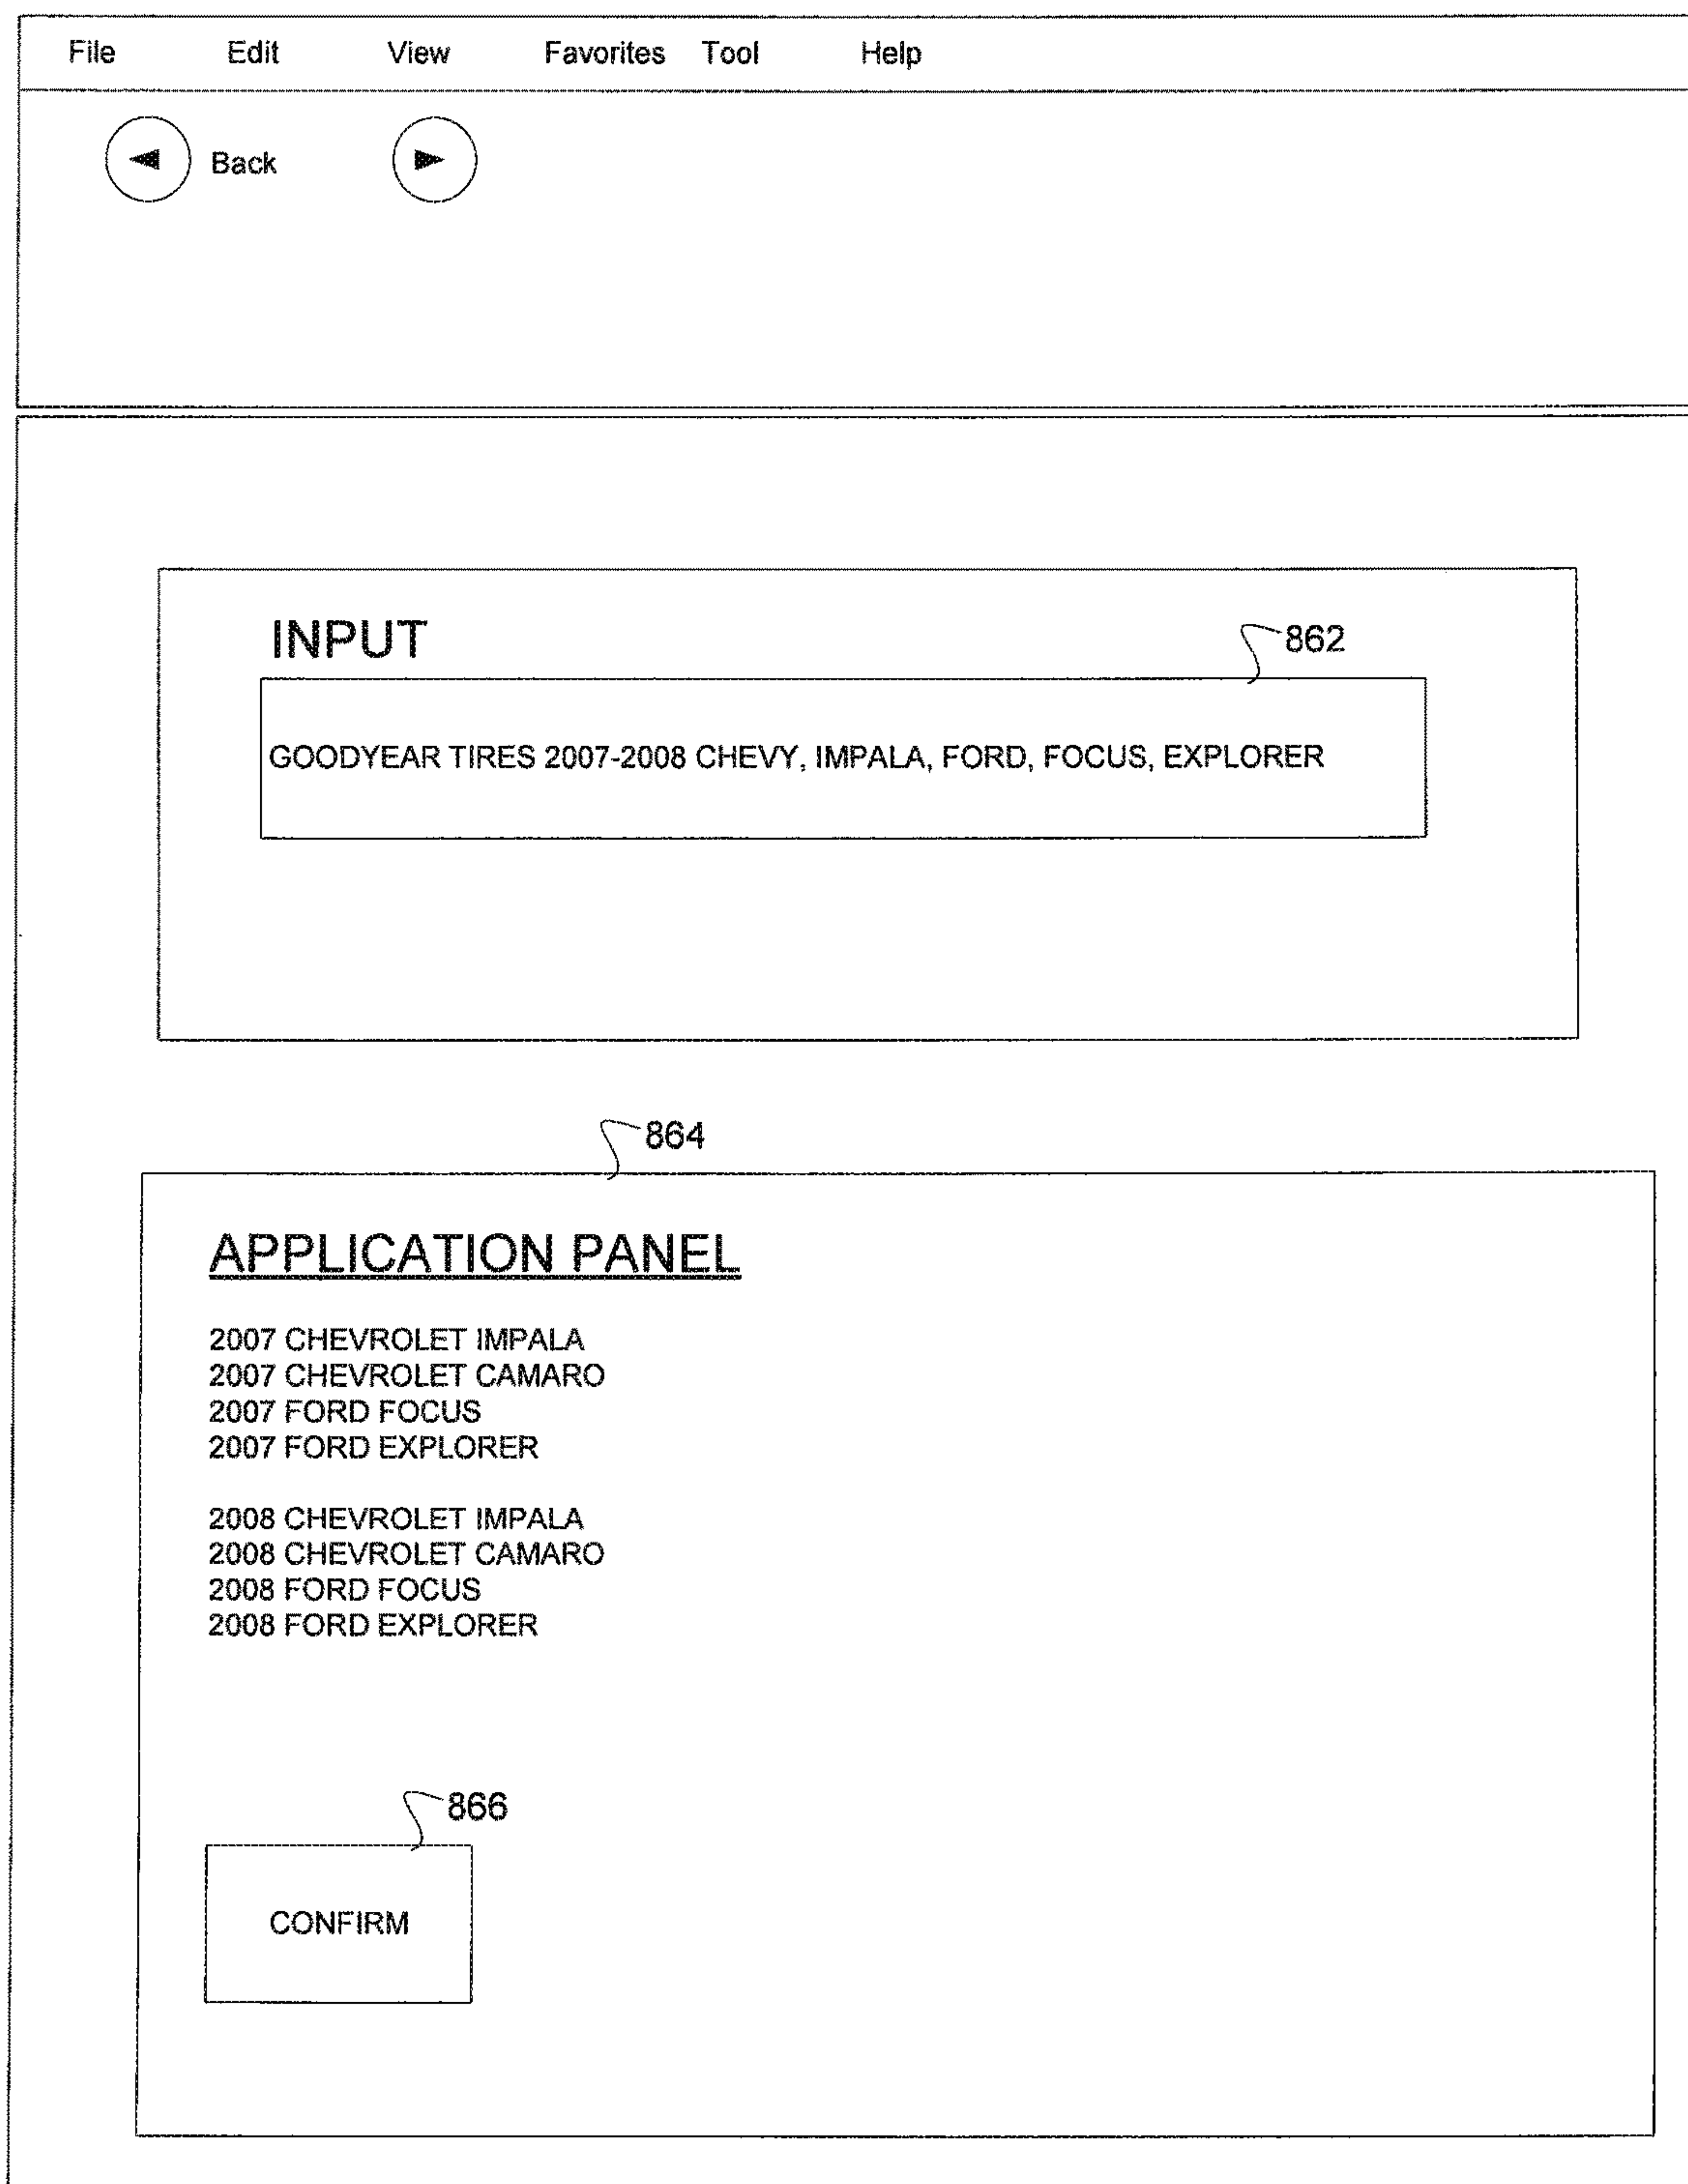 File Edit View Favorites Tool Help
Back
INPUT
862
GOODYEAR TIRES 2007-2008 CHEVY, IMPALA, FORD, FOCUS, EXPLORER
864
APPLICATION PANEL
2007 CHEVROLET IMPALA
2007 CHEVROLET CAMARO
2007 FORD FOCUS
2007 FORD EXPLORER
2008 CHEVROLET IMPALA
2008 CHEVROLET CAMARO
2008 FORD FOCUS
2008 FORD EXPLORER
866
CONFIRM